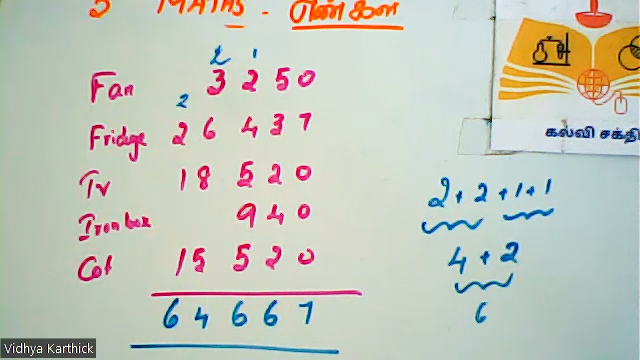 MATHS - எண்கள்
2 1
Fan 3 2 5 0
2
Fridge 2 6 4 3 7
Tv 1 8 5 2 0
Iron box 9 4 0
Cot 1 5 5 2 0
6 4 6 6 7
2 + 2 + 1 + 1
4 + 2
6
கல்வி சக்தி
Vidhya Karthick